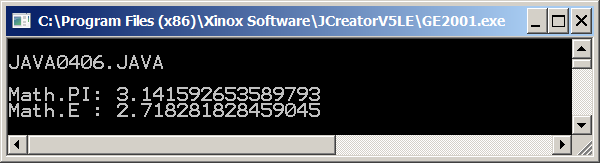 C:\Program Files (x86)\Xinox Software\JCreatorV5LE\GE2001.exe
JAVA0406.JAVA
Math.PI: 3.141592653589793
Math.E : 2.718281828459045